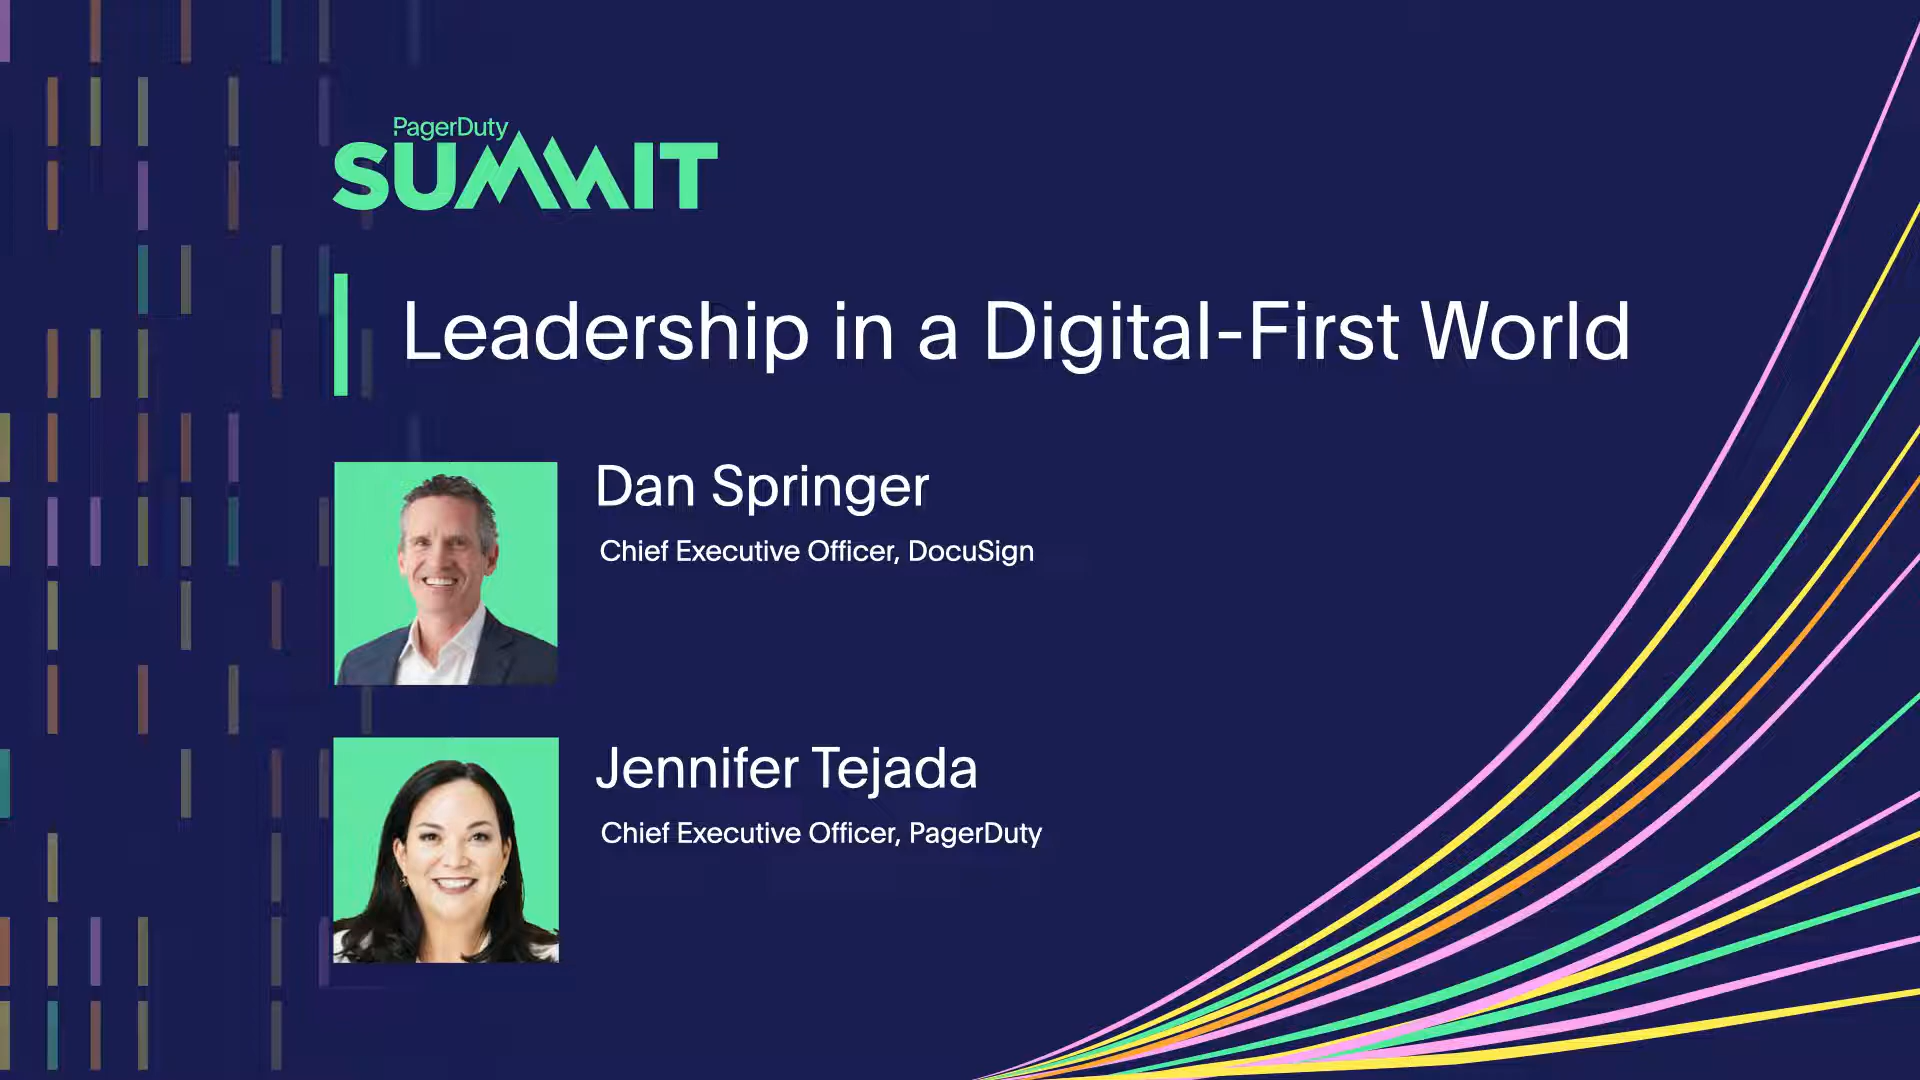 PagerDuty
SUMMIT
Leadership in a Digital-First World
Dan Springer
Chief Executive Officer, DocuSign
Jennifer Tejada
Chief Executive Officer, PagerDuty